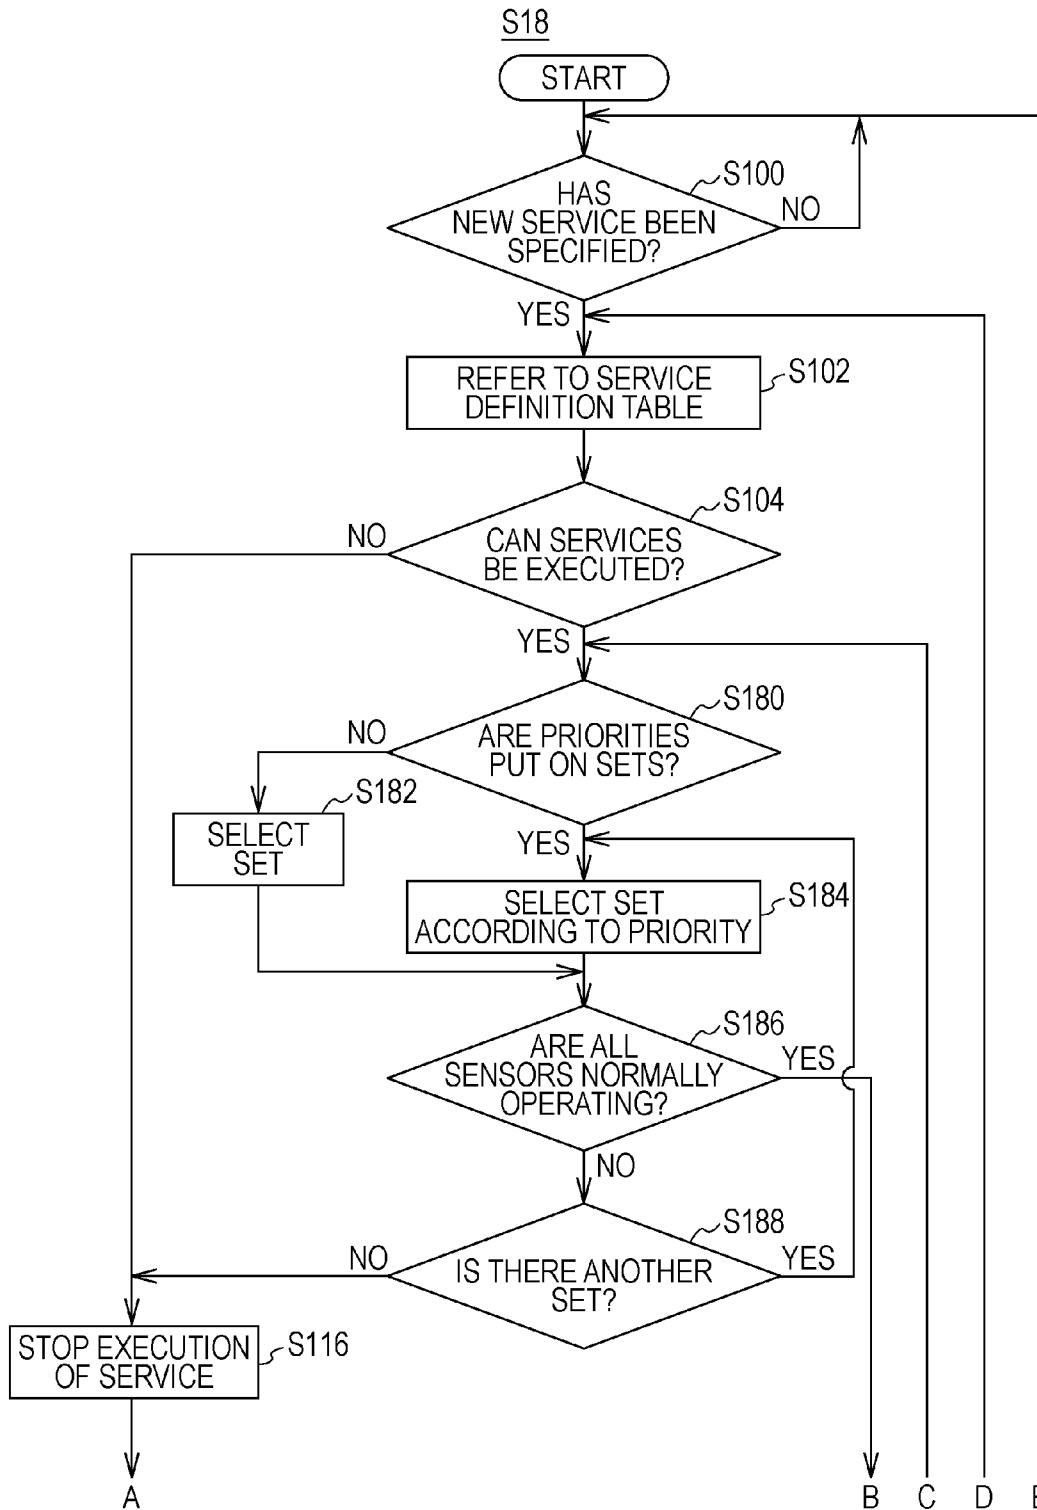 S18
START
S100
HAS
NEW SERVICE BEEN
SPECIFIED?
NO
YES
REFER TO SERVICE
DEFINITION TABLE
S102
S104
NO
CAN SERVICES
BE EXECUTED?
YES
S180
NO
ARE PRIORITIES
PUT ON SETS?
S182
SELECT
SET
YES
SELECT SET
ACCORDING TO PRIORITY
S184
S186
ARE ALL
SENSORS NORMALLY
OPERATING?
YES
NO
S188
NO
IS THERE ANOTHER
SET?
YES
STOP EXECUTION
OF SERVICE
S116
A
B
C
D